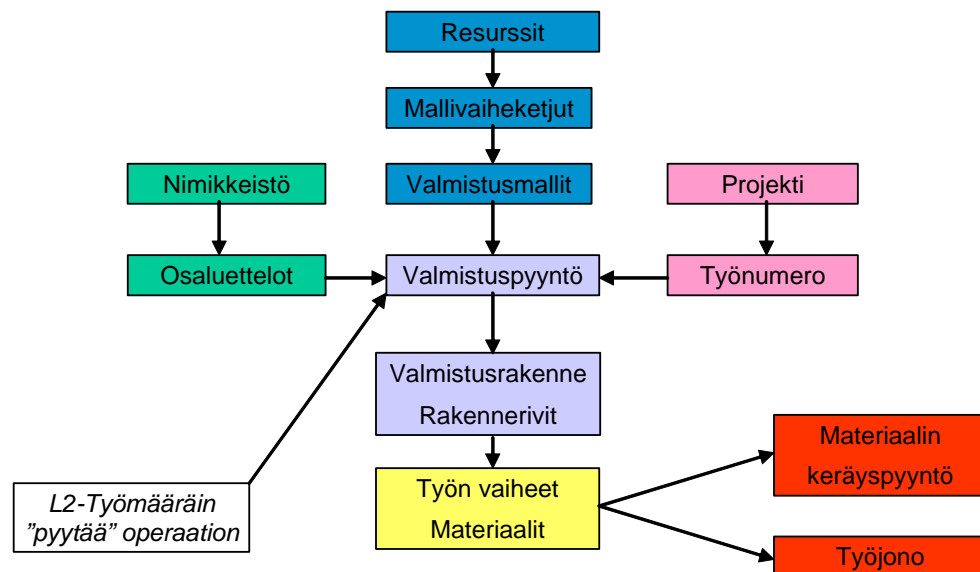 Resurssit
Mallivaiheketjut
Nimikkeistö
Valmistusmallit
Projekti
Osaluettelot
Valmistuspyyntö
Työnumero
Valmistusrakenne
Rakennerivit
Materiaalin
keräyspyyntö
L2-Työmääräin
”pyytää” operaation
Työn vaiheet
Materiaalit
Työjono